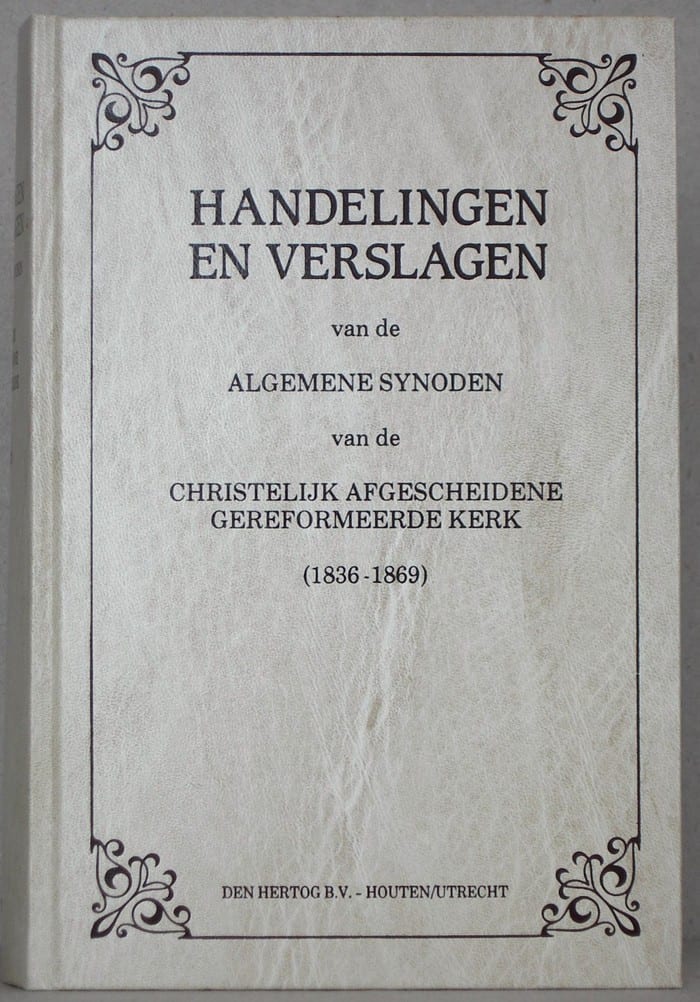 HANDELINGEN
EN VERSLAGEN
van de
ALGEMENE SYNODEN
van de
CHRISTELIJK AFGESCHEIDENE
GEREFORMEERDE KERK
(1836-1869)
DEN HERTOG B.V. - HOUTEN/UTRECHT